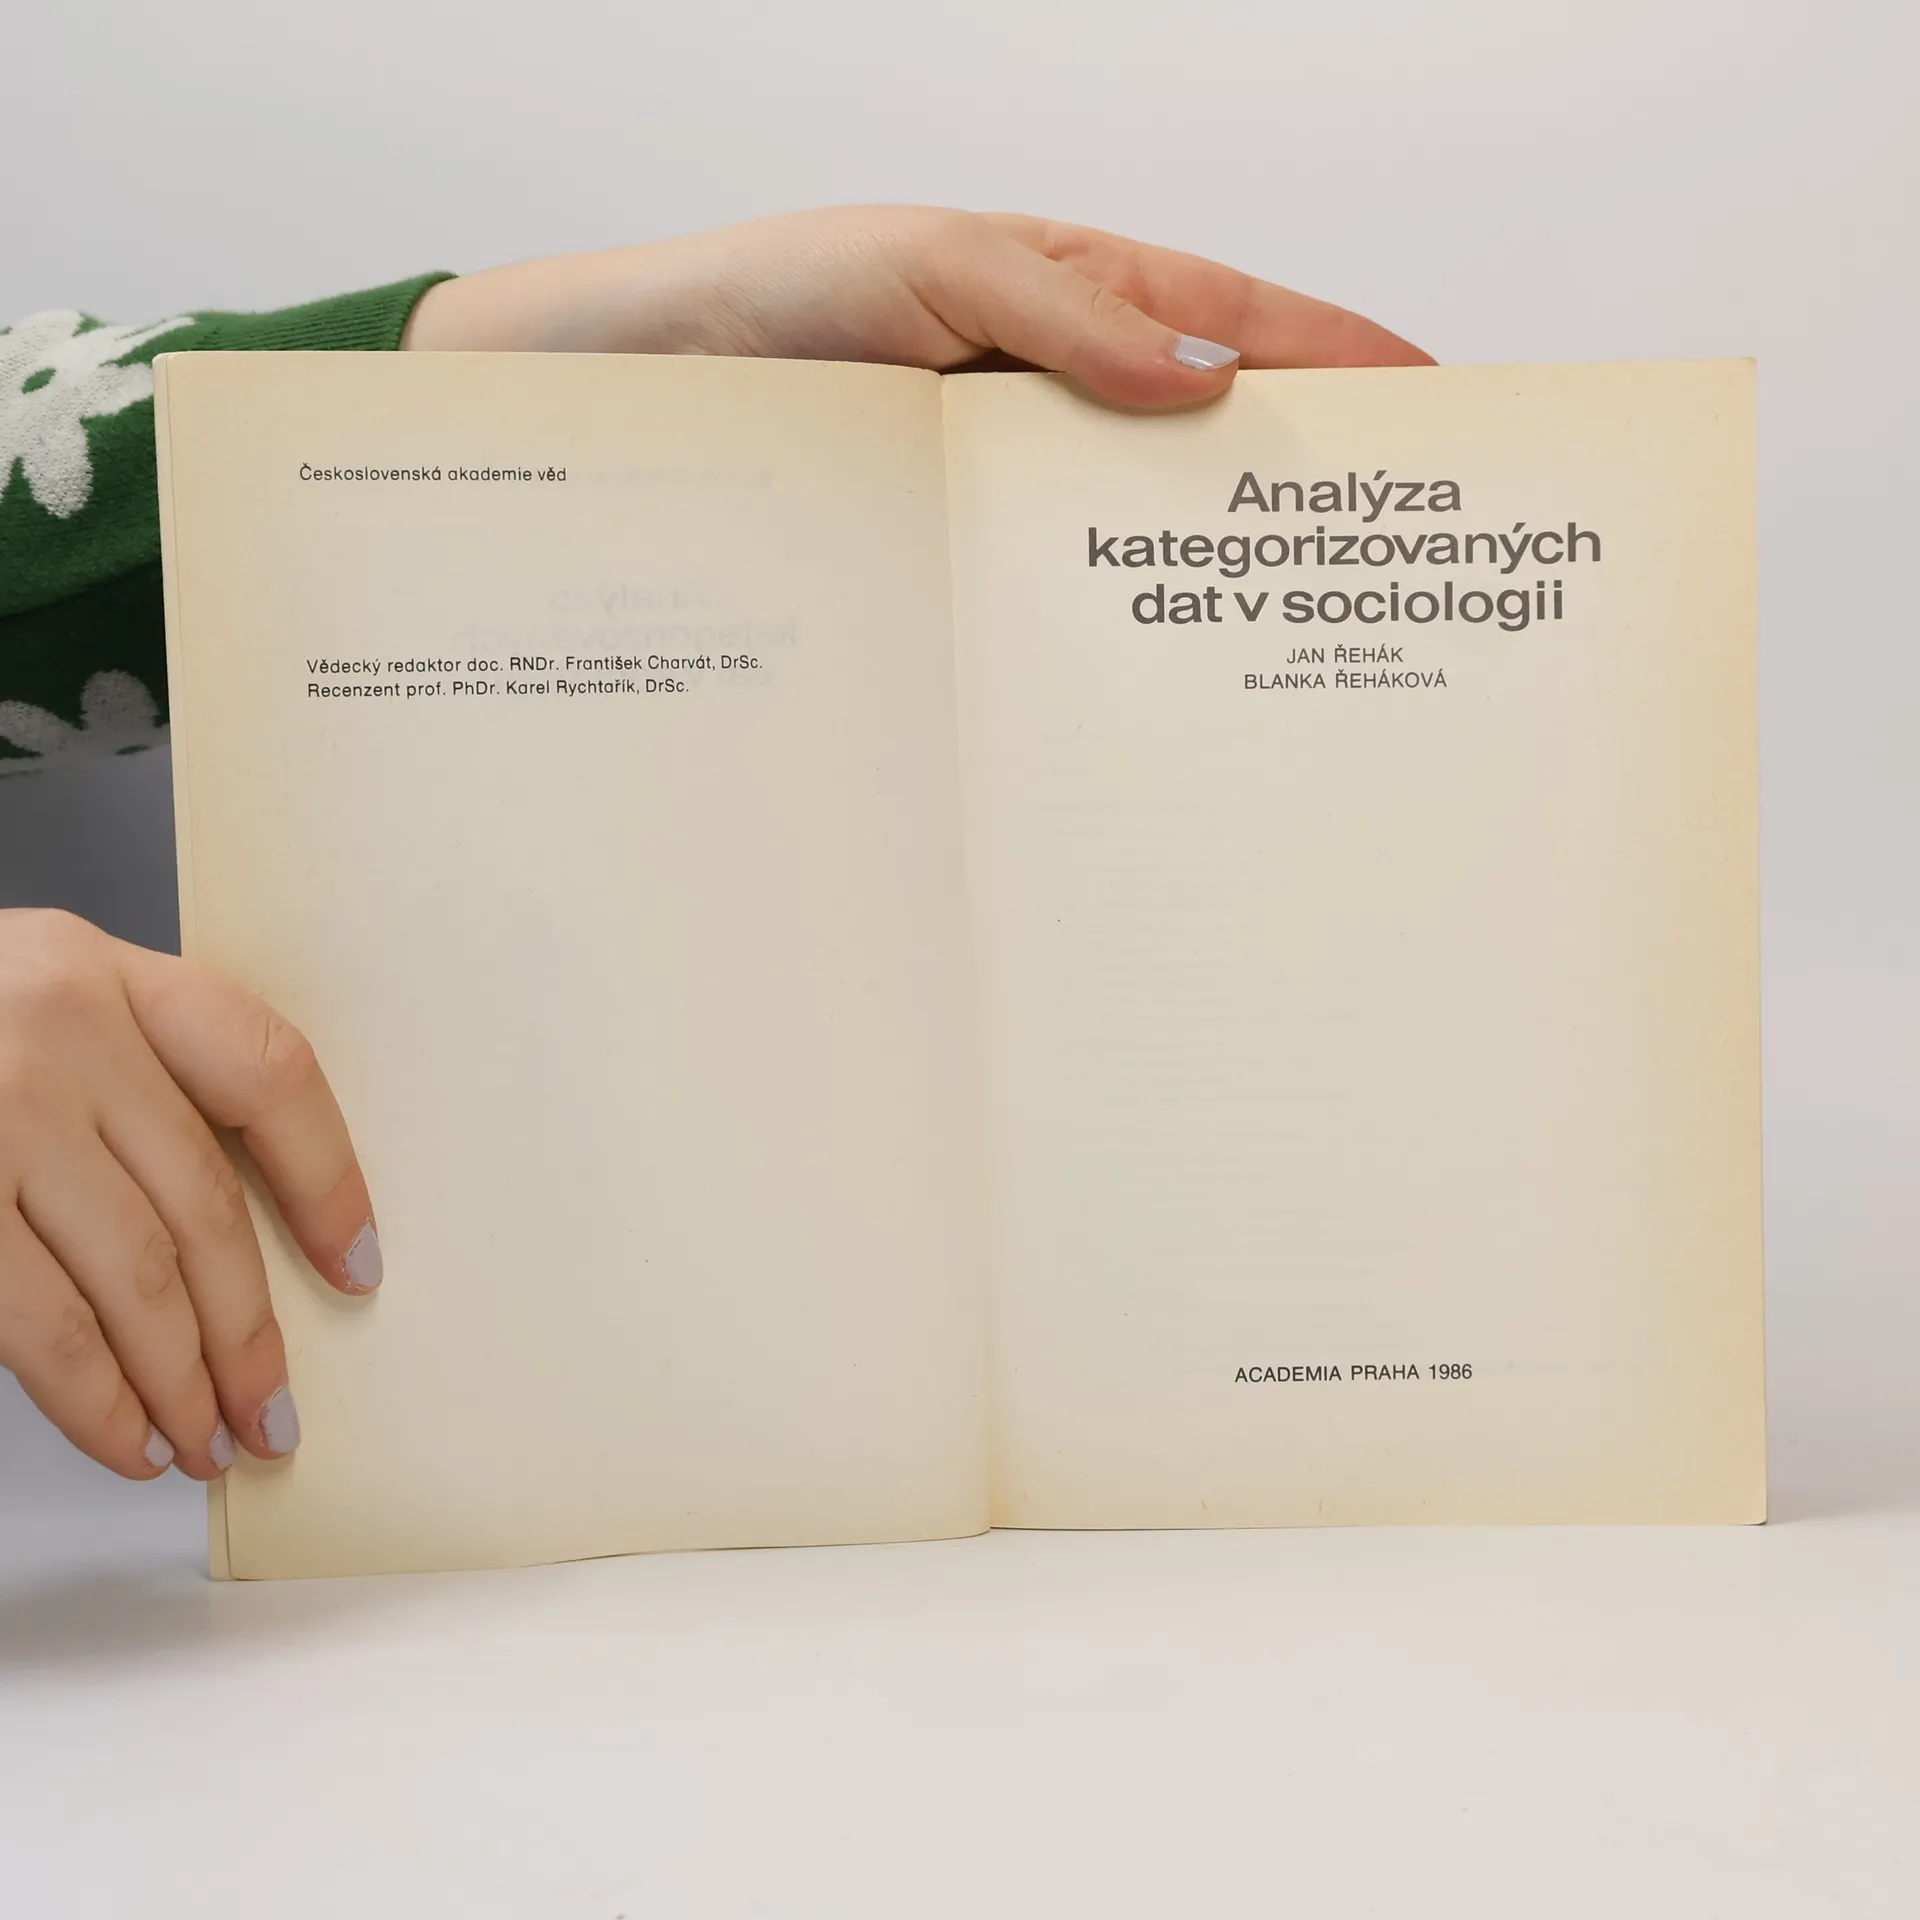 Československá akademie věd
Vědecký redaktor doc. RNDr. František Charvát, DrSc.
Recenzent prof. PhDr. Karel Rychtařík, DrSc.
Analýza
kategorizovaných
dat v sociologii
JAN ŘEHÁK
BLANKA ŘEHÁKOVÁ
ACADEMIA PRAHA 1986